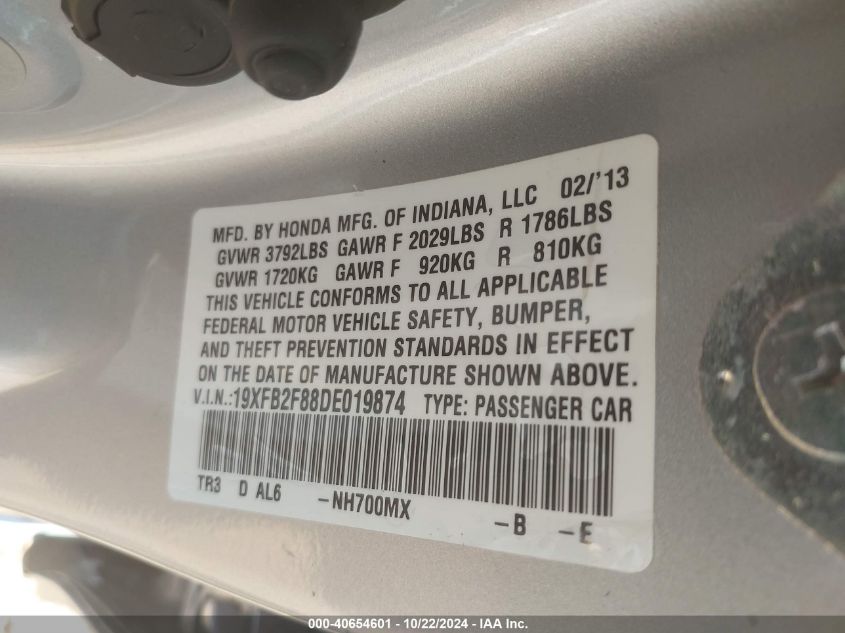 MFD. BY HONDA MFG. OF INDIANA, LLC 02/'13
GVWR 3792LBS GAWR F 2029LBS R 1786LBS
GVWR 1720KG GAWR F 920KG R 810KG
THIS VEHICLE CONFORMS TO ALL APPLICABLE
FEDERAL MOTOR VEHICLE SAFETY, BUMPER,
AND THEFT PREVENTION STANDARDS IN EFFECT
ON THE DATE OF MANUFACTURE SHOWN ABOVE.
V.I.N.:19XFB2F88DE019874 TYPE: PASSENGER CAR
TR3 D AL6 -NH700MX -B -E
000-40654601 - 10/22/2024 - IAA Inc.